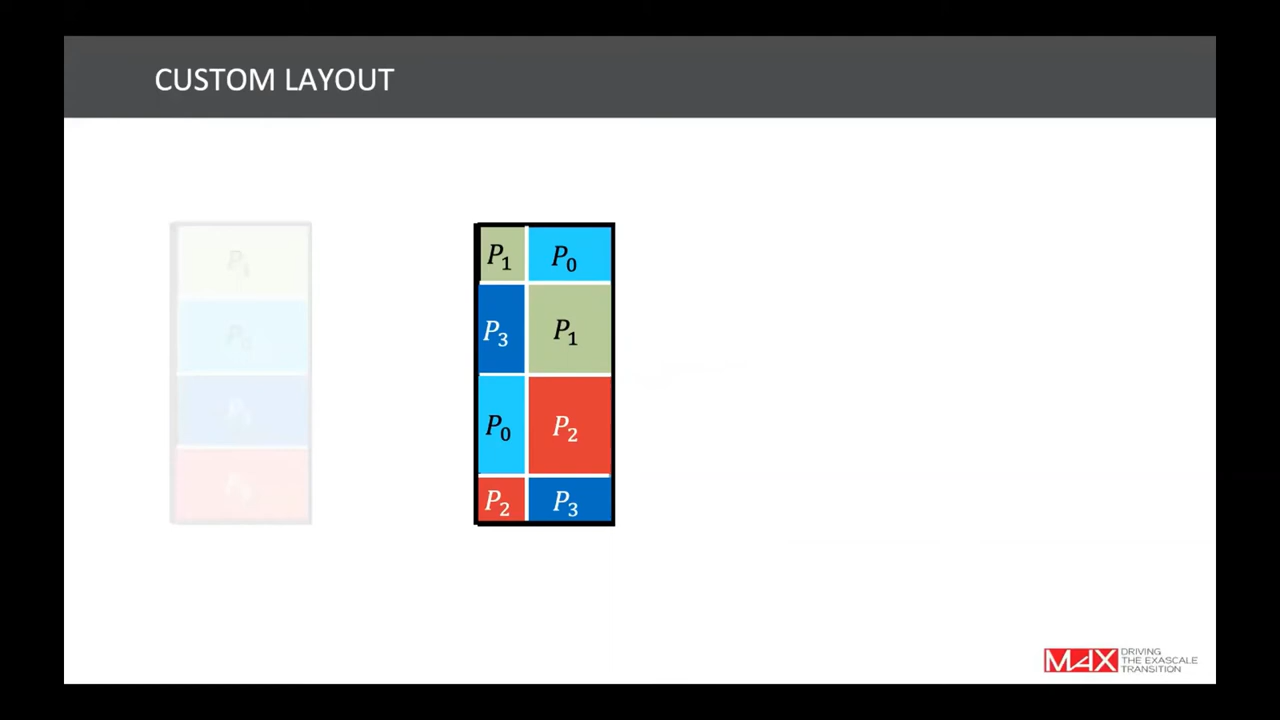 CUSTOM LAYOUT
P1 P0
P3 P1
P0 P2
P2 P3
MAX DRIVING
THE EXASCALE
TRANSITION